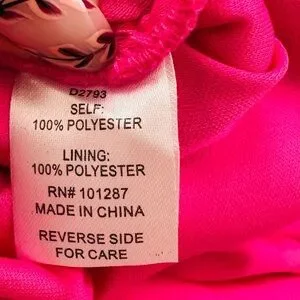 D2793
SELF:
100% POLYESTER
LINING:
100% POLYESTER
RN# 101287
MADE IN CHINA
REVERSE SIDE
FOR CARE